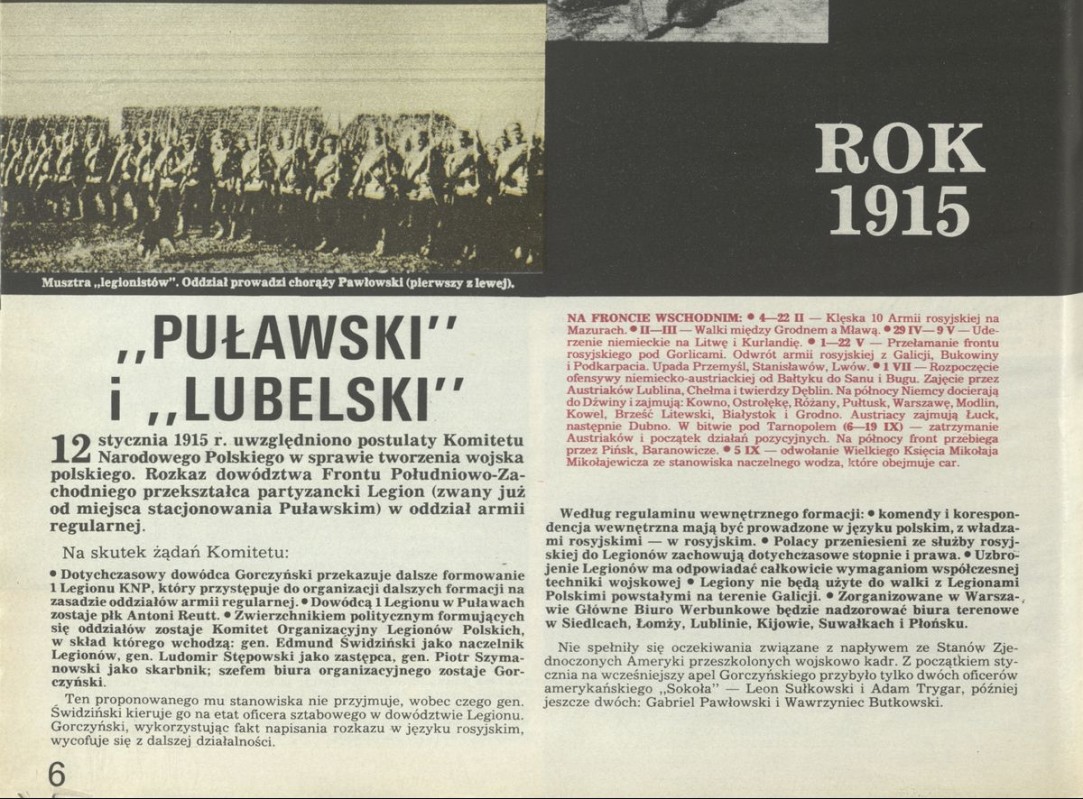 ROK
1915
Musztra „legionistów". Oddział prowadzi chorąży Pawłowski (pierwszy z lewej).
„PUŁAWSKI"
i „LUBELSKI"
12 stycznia 1915 r. uwzględniono postulaty Komitetu
Narodowego Polskiego w sprawie tworzenia wojska
polskiego. Rozkaz dowództwa Frontu Południowo-Za-
chodniego przekształca partyzancki Legion (zwany już
od miejsca stacjonowania Puławskim) w oddział armii
regularnej.
Na skutek żądań Komitetu:
● Dotychczasowy dowódca Gorczyński przekazuje dalsze formowanie
1 Legionu KNP, który przystępuje do organizacji dalszych formacji na
zasadzie oddziałów armii regularnej. ● Dowódcą 1 Legionu w Puławach
zostaje płk Antoni Reutt. ● Zwierzchnikiem politycznym formujących
się oddziałów zostaje Komitet Organizacyjny Legionów Polskich,
w skład którego wchodzą: gen. Edmund Świdziński jako naczelnik
Legionów, gen. Ludomir Stępowski jako zastępca, gen. Piotr Szyma-
nowski jako skarbnik; szefem biura organizacyjnego zostaje Gor-
czyński.
Ten proponowanego mu stanowiska nie przyjmuje, wobec czego gen.
Świdziński kieruje go na etat oficera sztabowego w dowództwie Legionu.
Gorczyński, wykorzystując fakt napisania rozkazu w języku rosyjskim,
wycofuje się z dalszej działalności.
NA FRONCIE WSCHODNIM: ● 4—22 II — Klęska 10 Armii rosyjskiej na
Mazurach. ● II—III — Walki między Grodnem a Mławą. ● 29 IV— 9 V — Ude-
rzenie niemieckie na Litwę i Kurlandię. ● 1—22 V — Przełamanie frontu
rosyjskiego pod Gorlicami. Odwrót armii rosyjskiej z Galicji, Bukowiny
i Podkarpacia. Upada Przemyśl, Stanisławów, Lwów. ● 1 VII — Rozpoczęcie
ofensywy niemiecko-austriackiej od Bałtyku do Sanu i Bugu. Zajęcie przez
Austriaków Lublina, Chełma i twierdzy Dęblin. Na północy Niemcy docierają
do Dźwiny i zajmują: Kowno, Ostrołękę, Różany, Pułtusk, Warszawę, Modlin,
Kowel, Brześć Litewski, Białystok i Grodno. Austriacy zajmują Łuck,
następnie Dubno. W bitwie pod Tarnopolem (6—19 IX) — zatrzymanie
Austriaków i początek działań pozycyjnych. Na północy front przebiega
przez Pińsk, Baranowicze. ● 5 IX — odwołanie Wielkiego Księcia Mikołaja
Mikołajewicza ze stanowiska naczelnego wodza, które obejmuje car.
Według regulaminu wewnętrznego formacji: ● komendy i korespon-
dencja wewnętrzna mają być prowadzone w języku polskim, z władza-
mi rosyjskimi — w rosyjskim. ● Polacy przeniesieni ze służby rosyj-
skiej do Legionów zachowują dotychczasowe stopnie i prawa. ● Uzbro-
jenie Legionów ma odpowiadać całkowicie wymaganiom współczesnej
techniki wojskowej ● Legiony nie będą użyte do walki z Legionami
Polskimi powstałymi na terenie Galicji. ● Zorganizowane w Warsza-
wie Główne Biuro Werbunkowe będzie nadzorować biura terenowe
w Siedlcach, Łomży, Lublinie, Kijowie, Suwałkach i Płońsku.
Nie spełniły się oczekiwania związane z napływem ze Stanów Zje-
dnoczonych Ameryki przeszkolonych wojskowo kadr. Z początkiem sty-
cznia na wcześniejszy apel Gorczyńskiego przybyło tylko dwóch oficerów
amerykańskiego „Sokoła" — Leon Sułkowski i Adam Trygar, później
jeszcze dwóch: Gabriel Pawłowski i Wawrzyniec Butkowski.
6